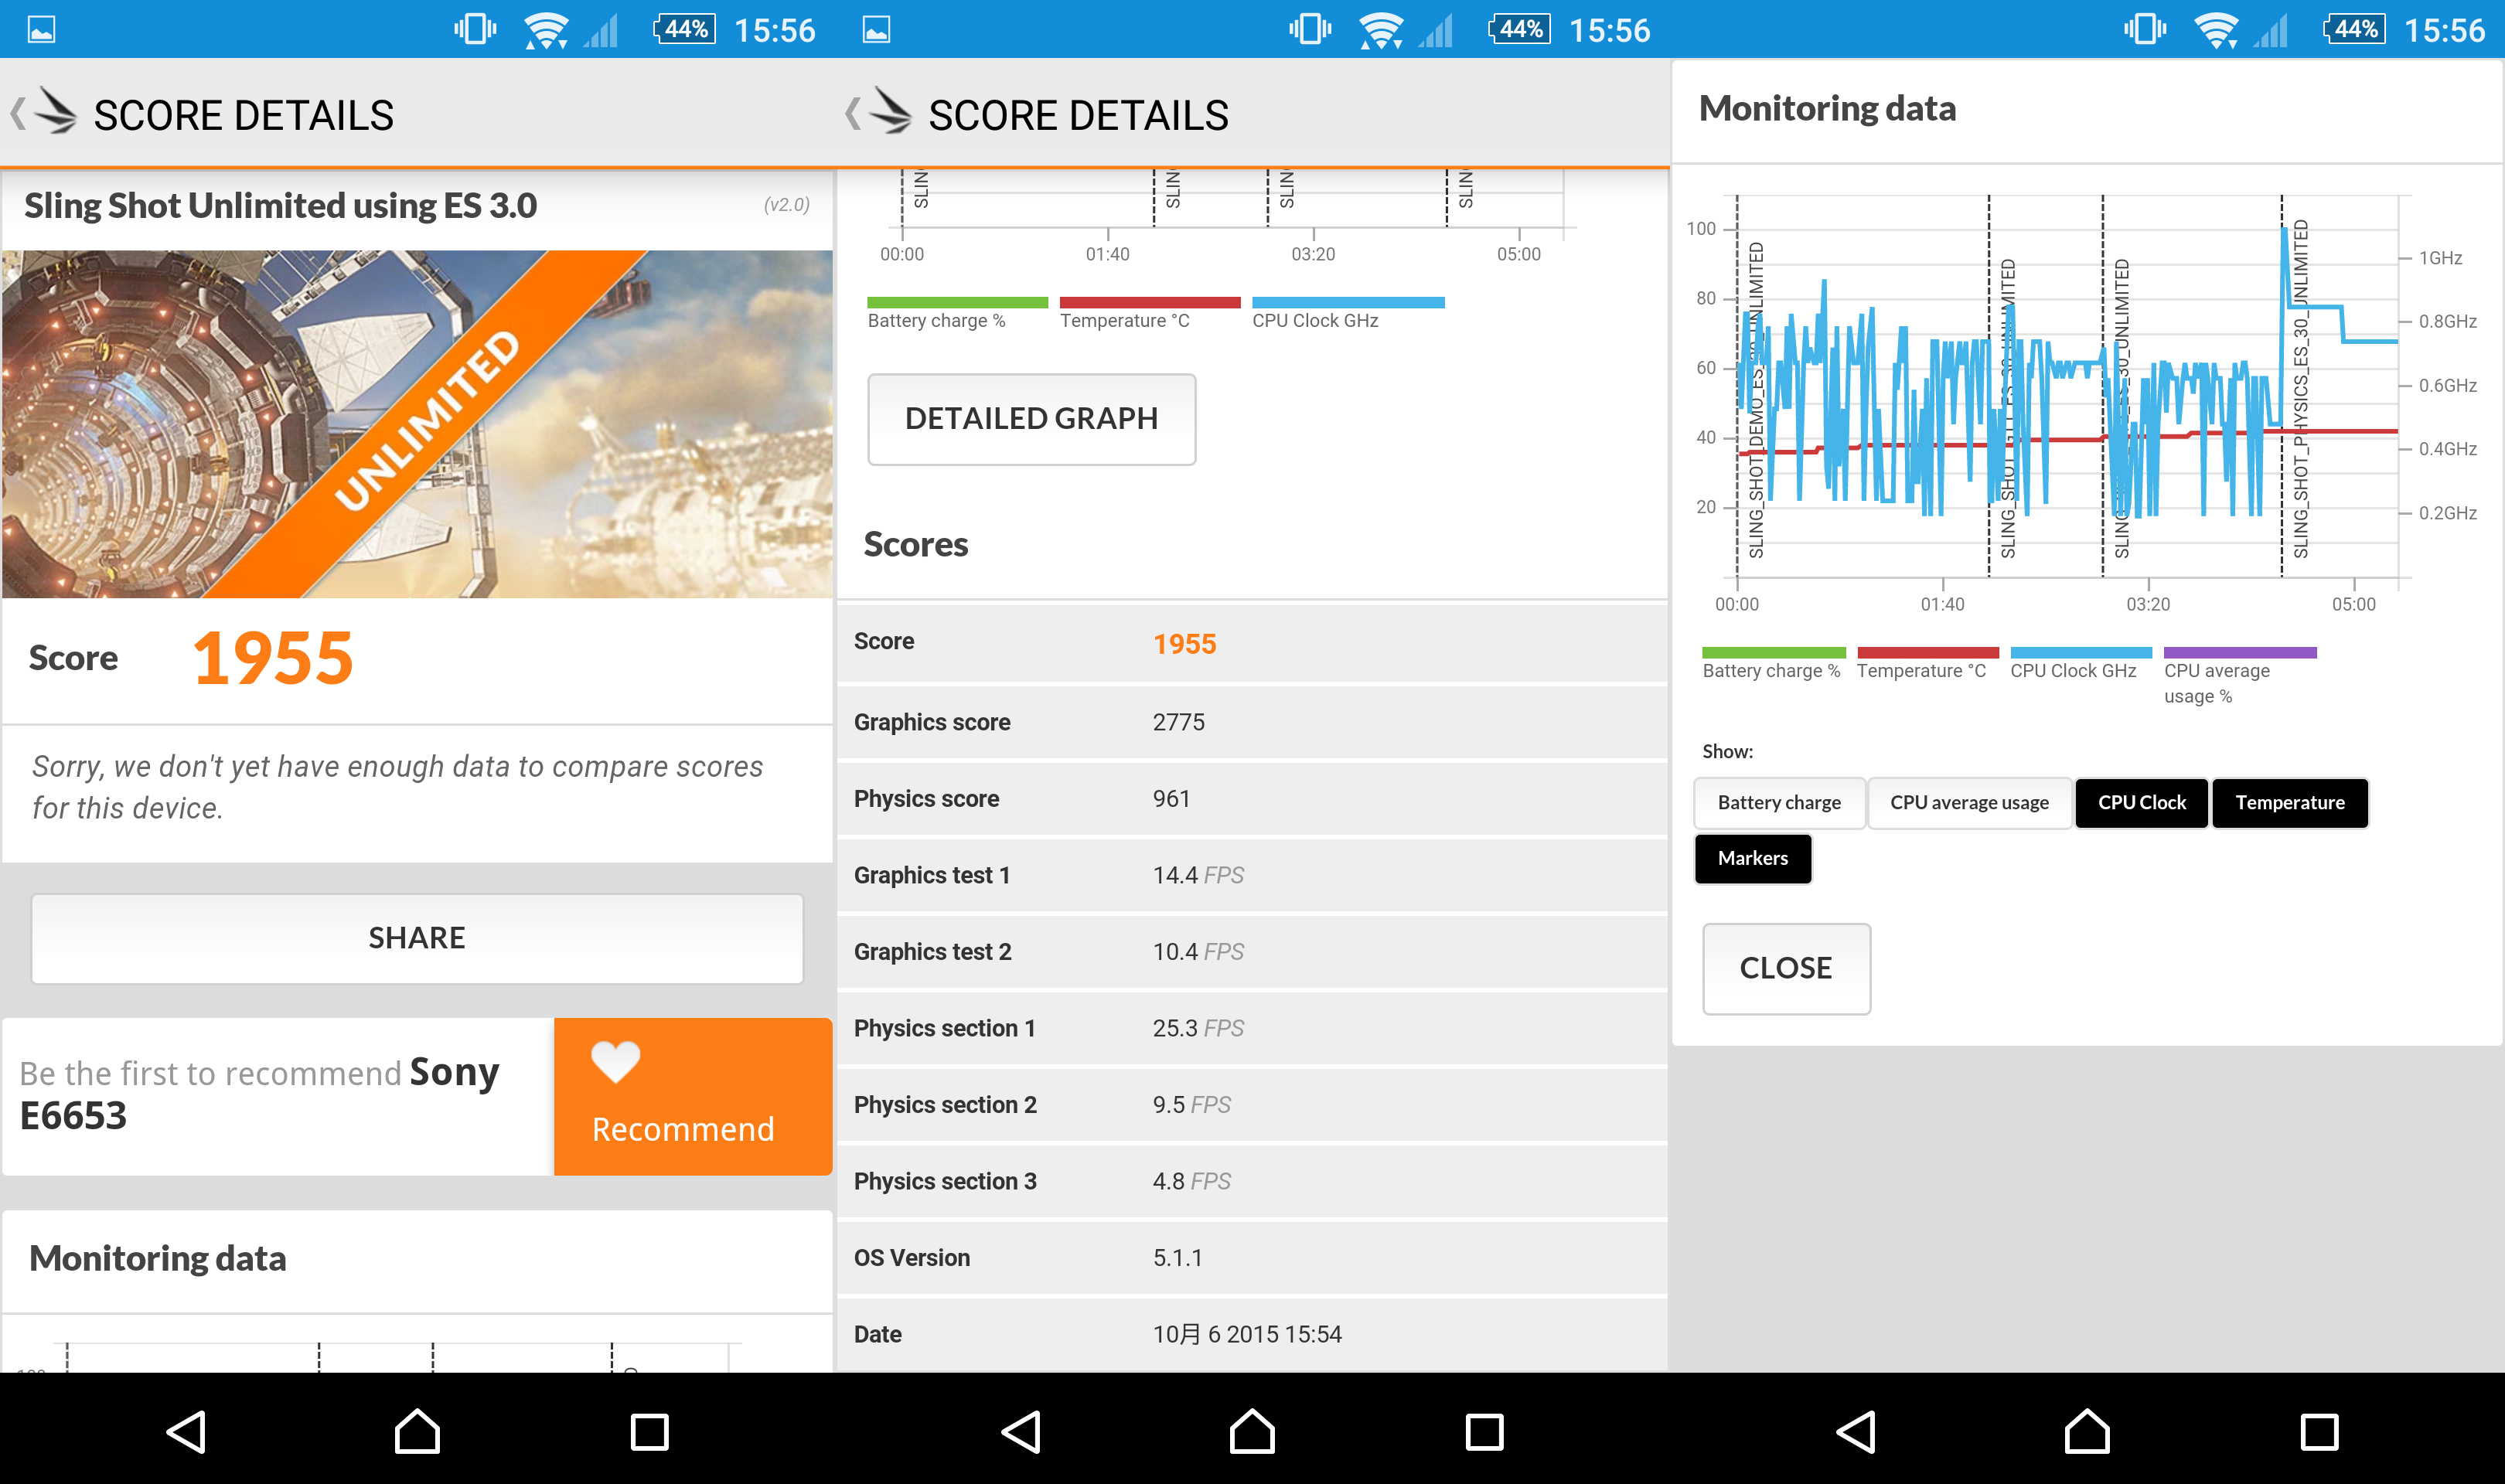 44% 15:56
SCORE DETAILS
Sling Shot Unlimited using ES 3.0 (v2.0)
UNLIMITED
Score 1955
Sorry, we don't yet have enough data to compare scores
for this device.
SHARE
Be the first to recommend Sony
E6653
Recommend
Monitoring data
44% 15:56
SCORE DETAILS
SLIN SLIN SLIN SLIN
00:00 01:40 03:20 05:00
Battery charge % Temperature °C CPU Clock GHz
DETAILED GRAPH
Scores
Score 1955
Graphics score 2775
Physics score 961
Graphics test 1 14.4 FPS
Graphics test 2 10.4 FPS
Physics section 1 25.3 FPS
Physics section 2 9.5 FPS
Physics section 3 4.8 FPS
OS Version 5.1.1
Date 10月 6 2015 15:54
44% 15:56
Monitoring data
100
80
60
40
20
1GHz
0.8GHz
0.6GHz
0.4GHz
0.2GHz
SLING_SHOT_PHYSICS_ES_30_UNLIMITED
00:00 01:40 03:20 05:00
Battery charge % Temperature °C CPU Clock GHz CPU average
usage %
Show:
Battery charge CPU average usage CPU Clock Temperature
Markers
CLOSE